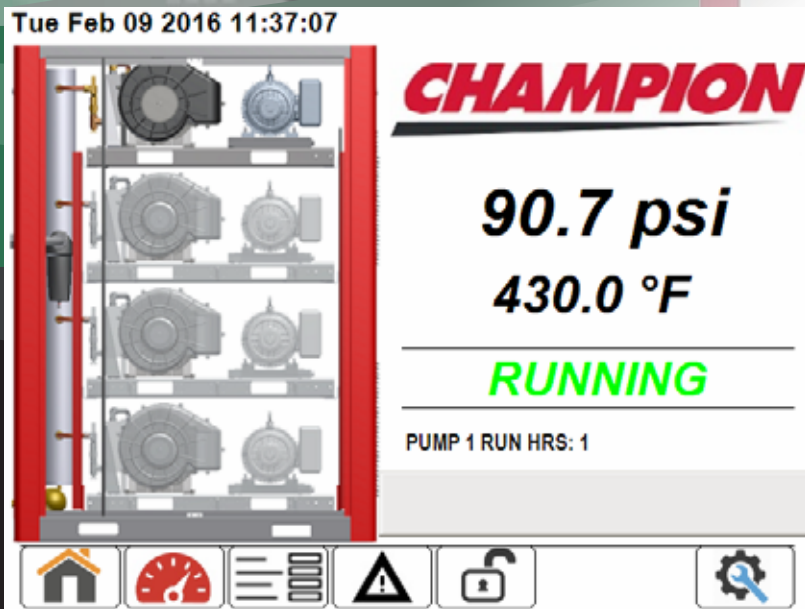 Tue Feb 09 2016 11:37:07
CHAMPION
90.7 psi
430.0 °F
RUNNING
PUMP 1 RUN HRS: 1